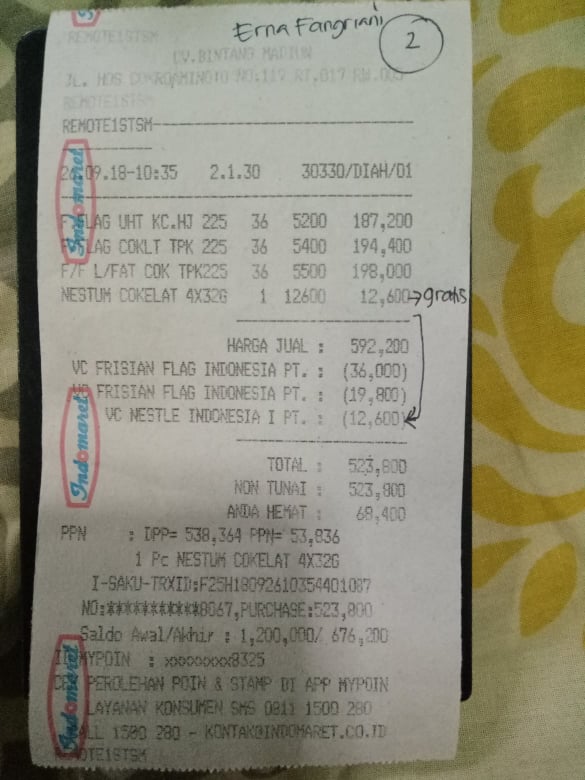 Erna Fangriani
2
REMOTE1STSM
CV.BINTANG MADIUN
JL. HOS COKROAMINOTO NO:119 RT.017 RW.005
REMOTE1STSM
REMOTE1STSM
26.09.18-10:35 2.1.30 30330/DIAH/01
F FLAG UHT KC.HJ 225 36 5200 187,200
F FLAG COKLT TPK 225 36 5400 194,400
F/F L/FAT COK TPK225 36 5500 198,000
NESTUM COKELAT 4X32G 1 12600 12,600 → gratis
HARGA JUAL : 592,200
VC FRISIAN FLAG INDONESIA PT. : (36,000)
VC FRISIAN FLAG INDONESIA PT. : (19,800)
VC NESTLE INDONESIA I PT. : (12,600)
TOTAL : 523,800
NON TUNAI : 523,800
ANDA HEMAT : 68,400
PPN : DPP= 538,364 PPN= 53,836
1 Pc NESTUM COKELAT 4X32G
I-SAKU-TRXID:F25H18092610354401087
NO:***********8067,PURCHASE:523,800
Saldo Awal/Akhir : 1,200,000/ 676,200
ID MYPOIN : xxxxxxxx8325
CEK PEROLEHAN POIN & STAMP DI APP MYPOIN
LAYANAN KONSUMEN SMS 0811 1500 280
CALL 1500 280 - KONTAK@INDOMARET.CO.ID
REMOTE1STSM
Indomaret
Indomaret
Indomaret